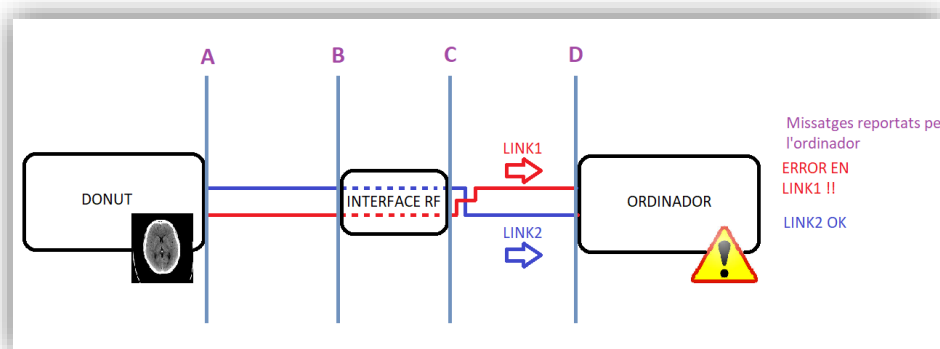 A
B
C
D
Missatges reportats pe
l'ordinador
LINK1
ERROR EN
LINK1 !!
DONUT
INTERFACE RF
ORDINADOR
LINK2
LINK2 OK